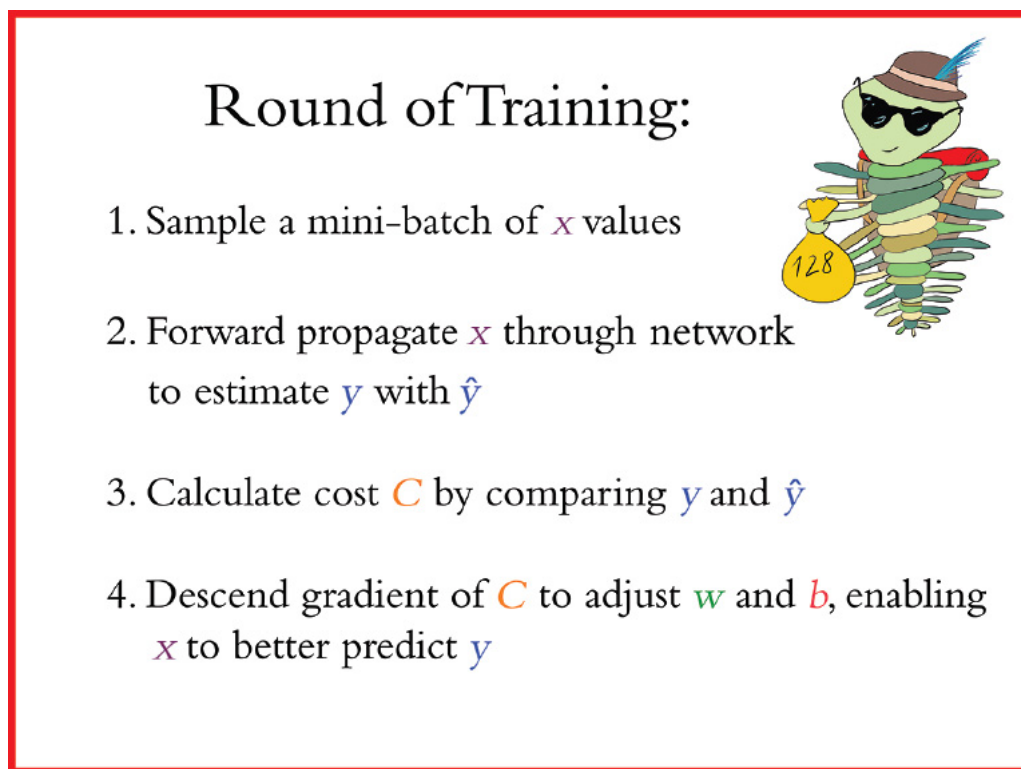 Round of Training:
1. Sample a mini-batch of x values
128
2. Forward propagate x through network
to estimate y with ŷ
3. Calculate cost C by comparing y and ŷ
4. Descend gradient of C to adjust w and b, enabling
x to better predict y